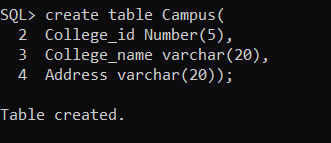 SQL> create table Campus(
  2  College_id Number(5),
  3  College_name varchar(20),
  4  Address varchar(20));
Table created.